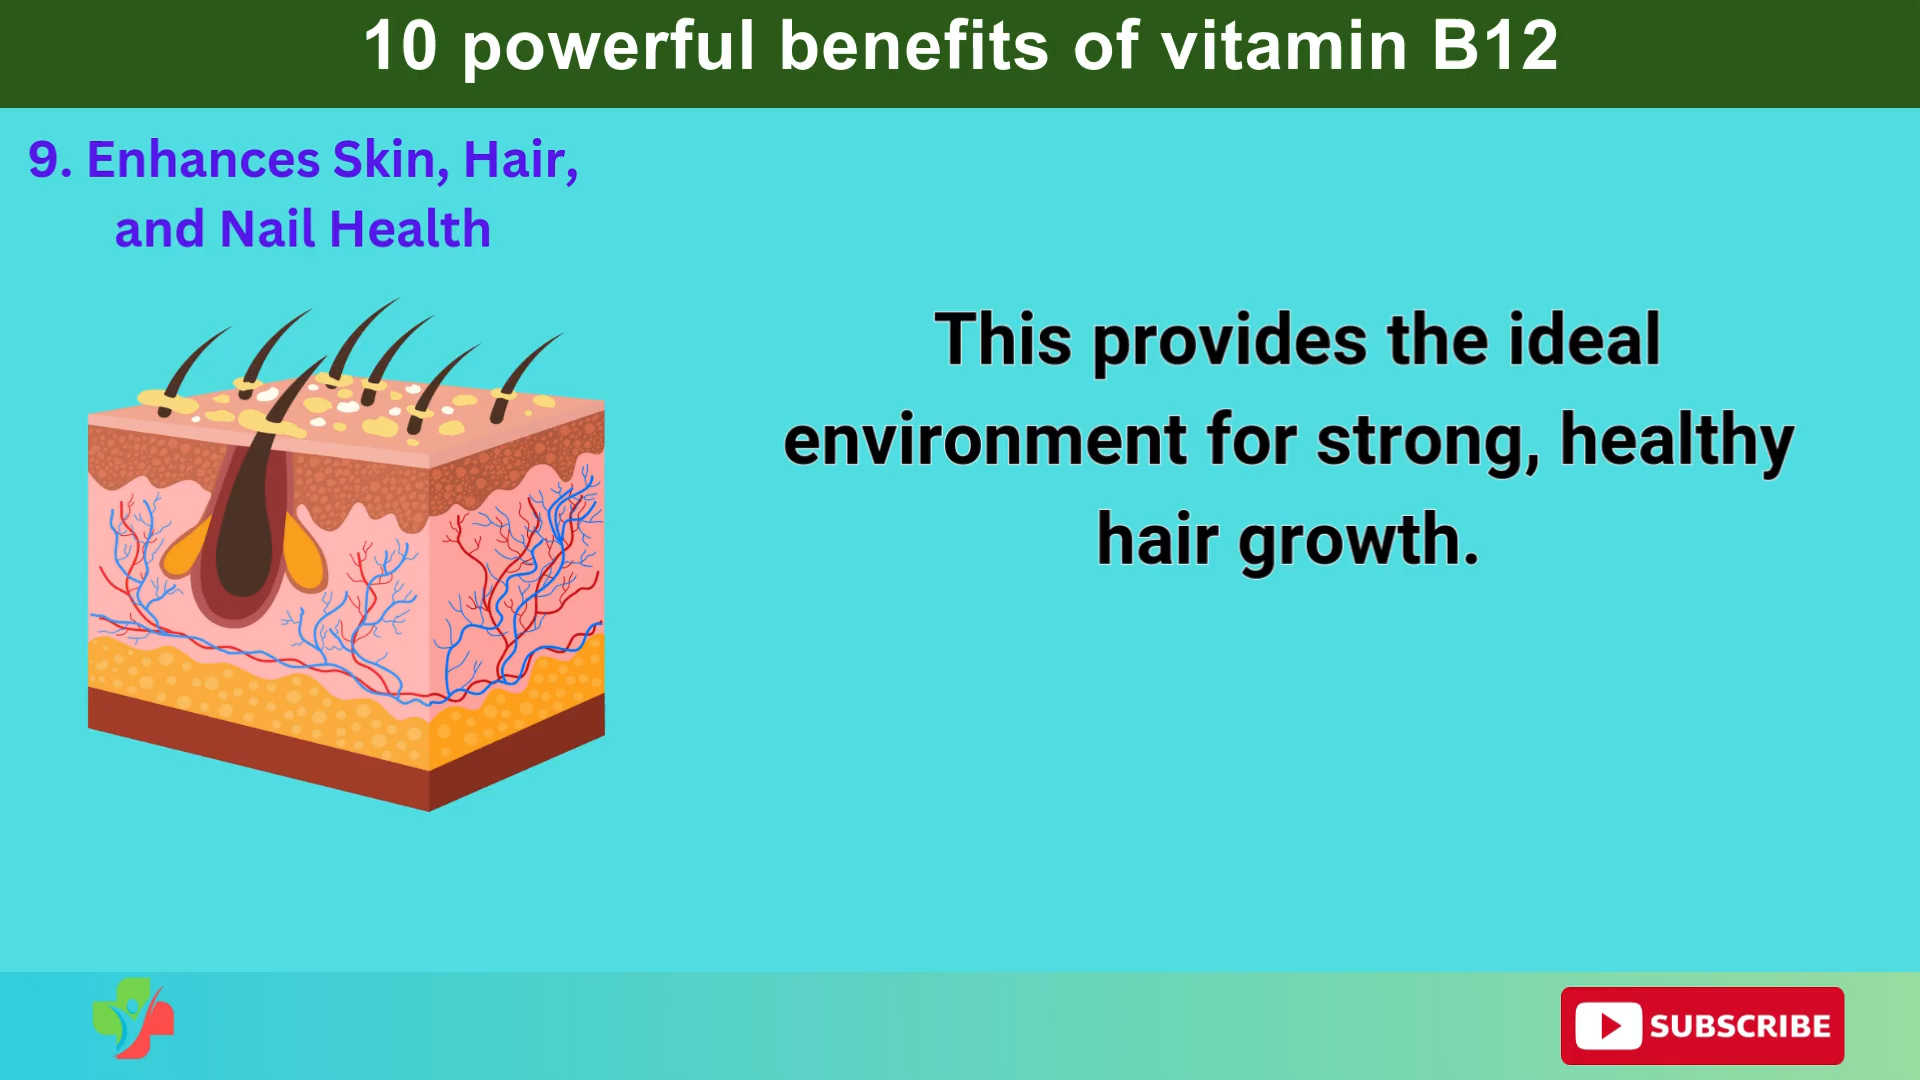 10 powerful benefits of vitamin B12
9. Enhances Skin, Hair,
and Nail Health
This provides the ideal
environment for strong, healthy
hair growth.
SUBSCRIBE